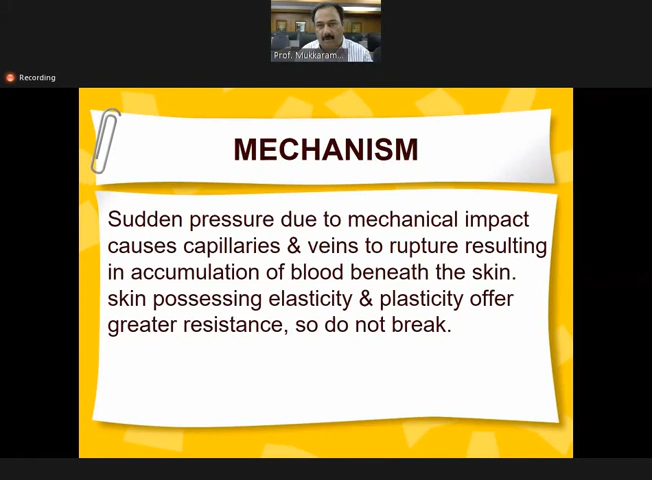 Prof. Mukkaram...
Recording
MECHANISM
Sudden pressure due to mechanical impact
causes capillaries & veins to rupture resulting
in accumulation of blood beneath the skin.
skin possessing elasticity & plasticity offer
greater resistance, so do not break.